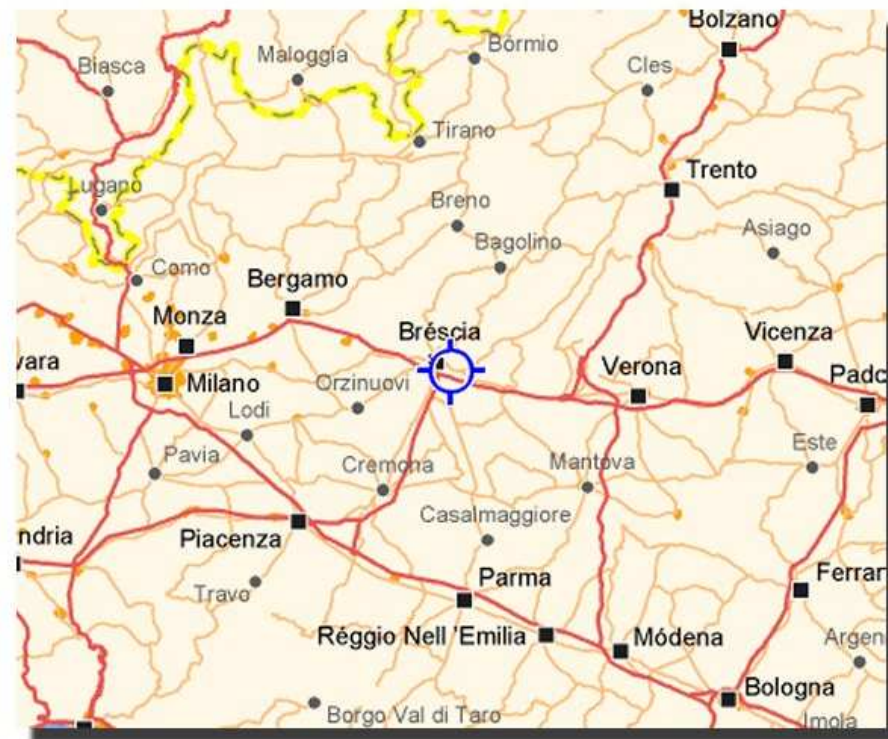 Bolzano
Bórmio
Maloggia
Biasca
Cles
Tirano
Trento
Lugano
Breno
Asiago
Bagolino
Como
Bergamo
Monza
Bréscia
Vicenza
vara
Verona
Padc
Milano
Orzinuovi
Lodi
Este
Pavia
Cremona
Mantova
Casalmaggiore
ndria
Piacenza
Ferrar
Parma
Travo
Réggio Nell 'Emilia
Módena
Argen
Bologna
Borgo Val di Taro
Imola